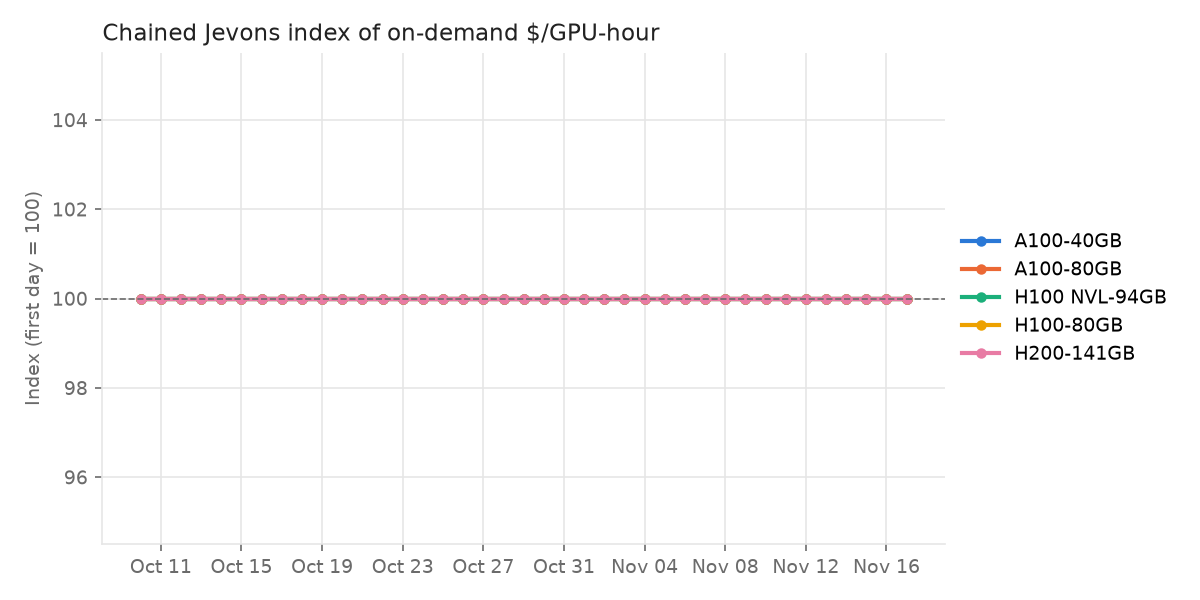 Chained Jevons index of on-demand $/GPU-hour
Index (first day = 100)
104
102
100
98
96
Oct 11 Oct 15 Oct 19 Oct 23 Oct 27 Oct 31 Nov 04 Nov 08 Nov 12 Nov 16
A100-40GB
A100-80GB
H100 NVL-94GB
H100-80GB
H200-141GB